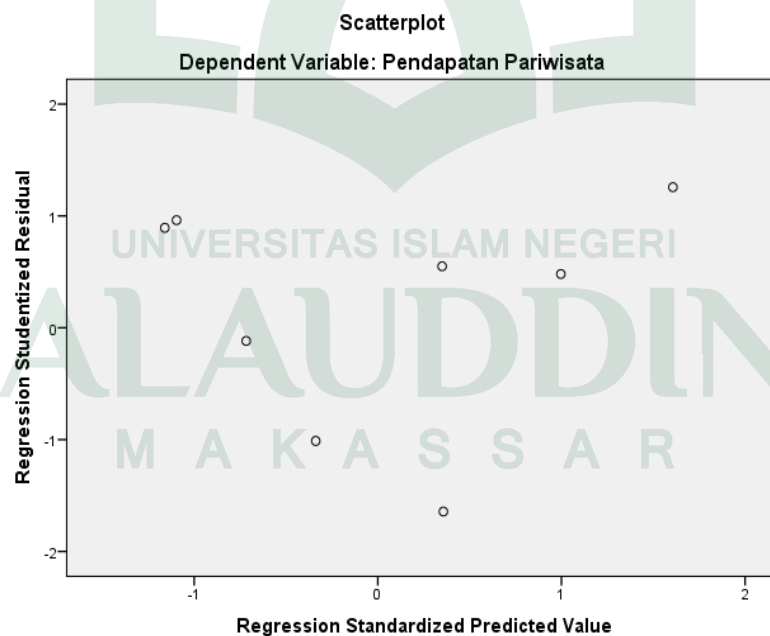 Scatterplot
Dependent Variable: Pendapatan Pariwisata
Regression Studentized Residual
2
1
0
-1
-2
UNIVERSITAS ISLAM NEGERI
ALAUDDIN
M A K A S S A R
-1
0
1
2
Regression Standardized Predicted Value